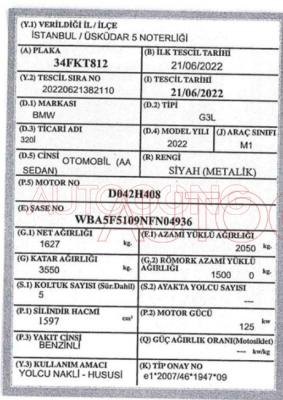 (Y.1) VERİLDİĞİ İL / İLÇE
İSTANBUL / ÜSKÜDAR 5 NOTERLİĞİ
(A) PLAKA (B) İLK TESCİL TARİHİ
34FKT812 21/06/2022
(Y.2) TESCİL SIRA NO (I) TESCİL TARİHİ
20220621382110 21/06/2022
(D.1) MARKASI (D.2) TİPİ
BMW G3L
(D.3) TİCARİ ADI (D.4) MODEL YILI (J) ARAÇ SINIFI
320İ 2022 M1
(D.5) CİNSİ OTOMOBİL (AA SEDAN) (R) RENGİ
SİYAH (METALİK)
(P.5) MOTOR NO
D042H408
(E) ŞASE NO
WBA5F5109NFN04936
(G.1) NET AĞIRLIĞI (F.1) AZAMİ YÜKLÜ AĞIRLIĞI
1627 kg. 2050 kg.
(G) KATAR AĞIRLIĞI (G,2) RÖMORK AZAMİ YÜKLÜ AĞIRLIĞI
3550 kg. 1500 0 kg.
(S.1) KOLTUK SAYISI (Sür.Dahil) (S.2) AYAKTA YOLCU SAYISI
5 ---
(P.1) SİLİNDİR HACMİ (P.2) MOTOR GÜCÜ
1597 cm³ 125 kw
(P.3) YAKIT CİNSİ (Q) GÜÇ AĞIRLIK ORANI(Motosiklet)
BENZİNLİ --- kw/kg
(Y.3) KULLANIM AMACI (K) TİP ONAY NO
YOLCU NAKLİ - HUSUSİ e1*2007/46*1947*09